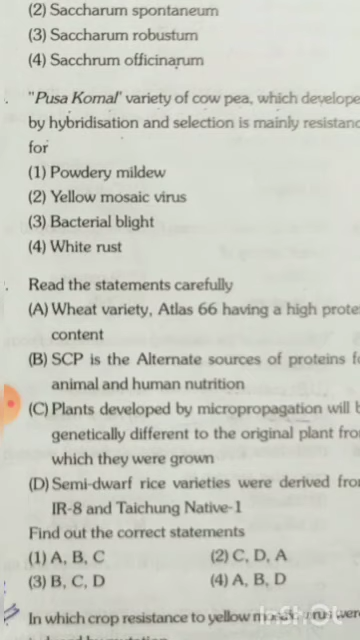 (2) Saccharum spontaneum
(3) Saccharum robustum
(4) Sacchrum officinarum
"Pusa Komal" variety of cow pea, which develope
by hybridisation and selection is mainly resistanc
for
(1) Powdery mildew
(2) Yellow mosaic virus
(3) Bacterial blight
(4) White rust
Read the statements carefully
(A) Wheat variety, Atlas 66 having a high prote
content
(B) SCP is the Alternate sources of proteins fo
animal and human nutrition
(C) Plants developed by micropropagation will b
genetically different to the original plant fro
which they were grown
(D) Semi-dwarf rice varieties were derived from
IR-8 and Taichung Native-1
Find out the correct statements
(1) A, B, C (2) C, D, A
(3) B, C, D (4) A, B, D
In which crop resistance to yellow were
InShOt